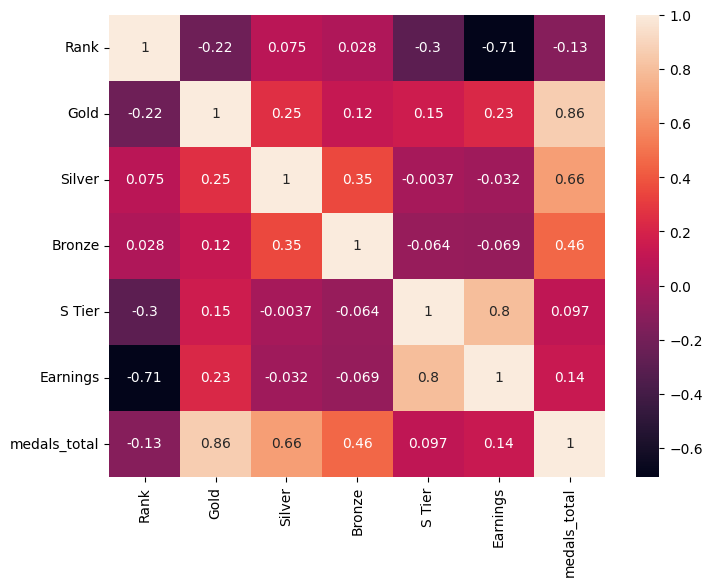 Rank 1 -0.22 0.075 0.028 -0.3 -0.71 -0.13
Gold -0.22 1 0.25 0.12 0.15 0.23 0.86
Silver 0.075 0.25 1 0.35 -0.0037 -0.032 0.66
Bronze 0.028 0.12 0.35 1 -0.064 -0.069 0.46
S Tier -0.3 0.15 -0.0037 -0.064 1 0.8 0.097
Earnings -0.71 0.23 -0.032 -0.069 0.8 1 0.14
medals_total -0.13 0.86 0.66 0.46 0.097 0.14 1
Rank
Gold
Silver
Bronze
S Tier
Earnings
medals_total
1.0
0.8
0.6
0.4
0.2
0.0
−0.2
−0.4
−0.6